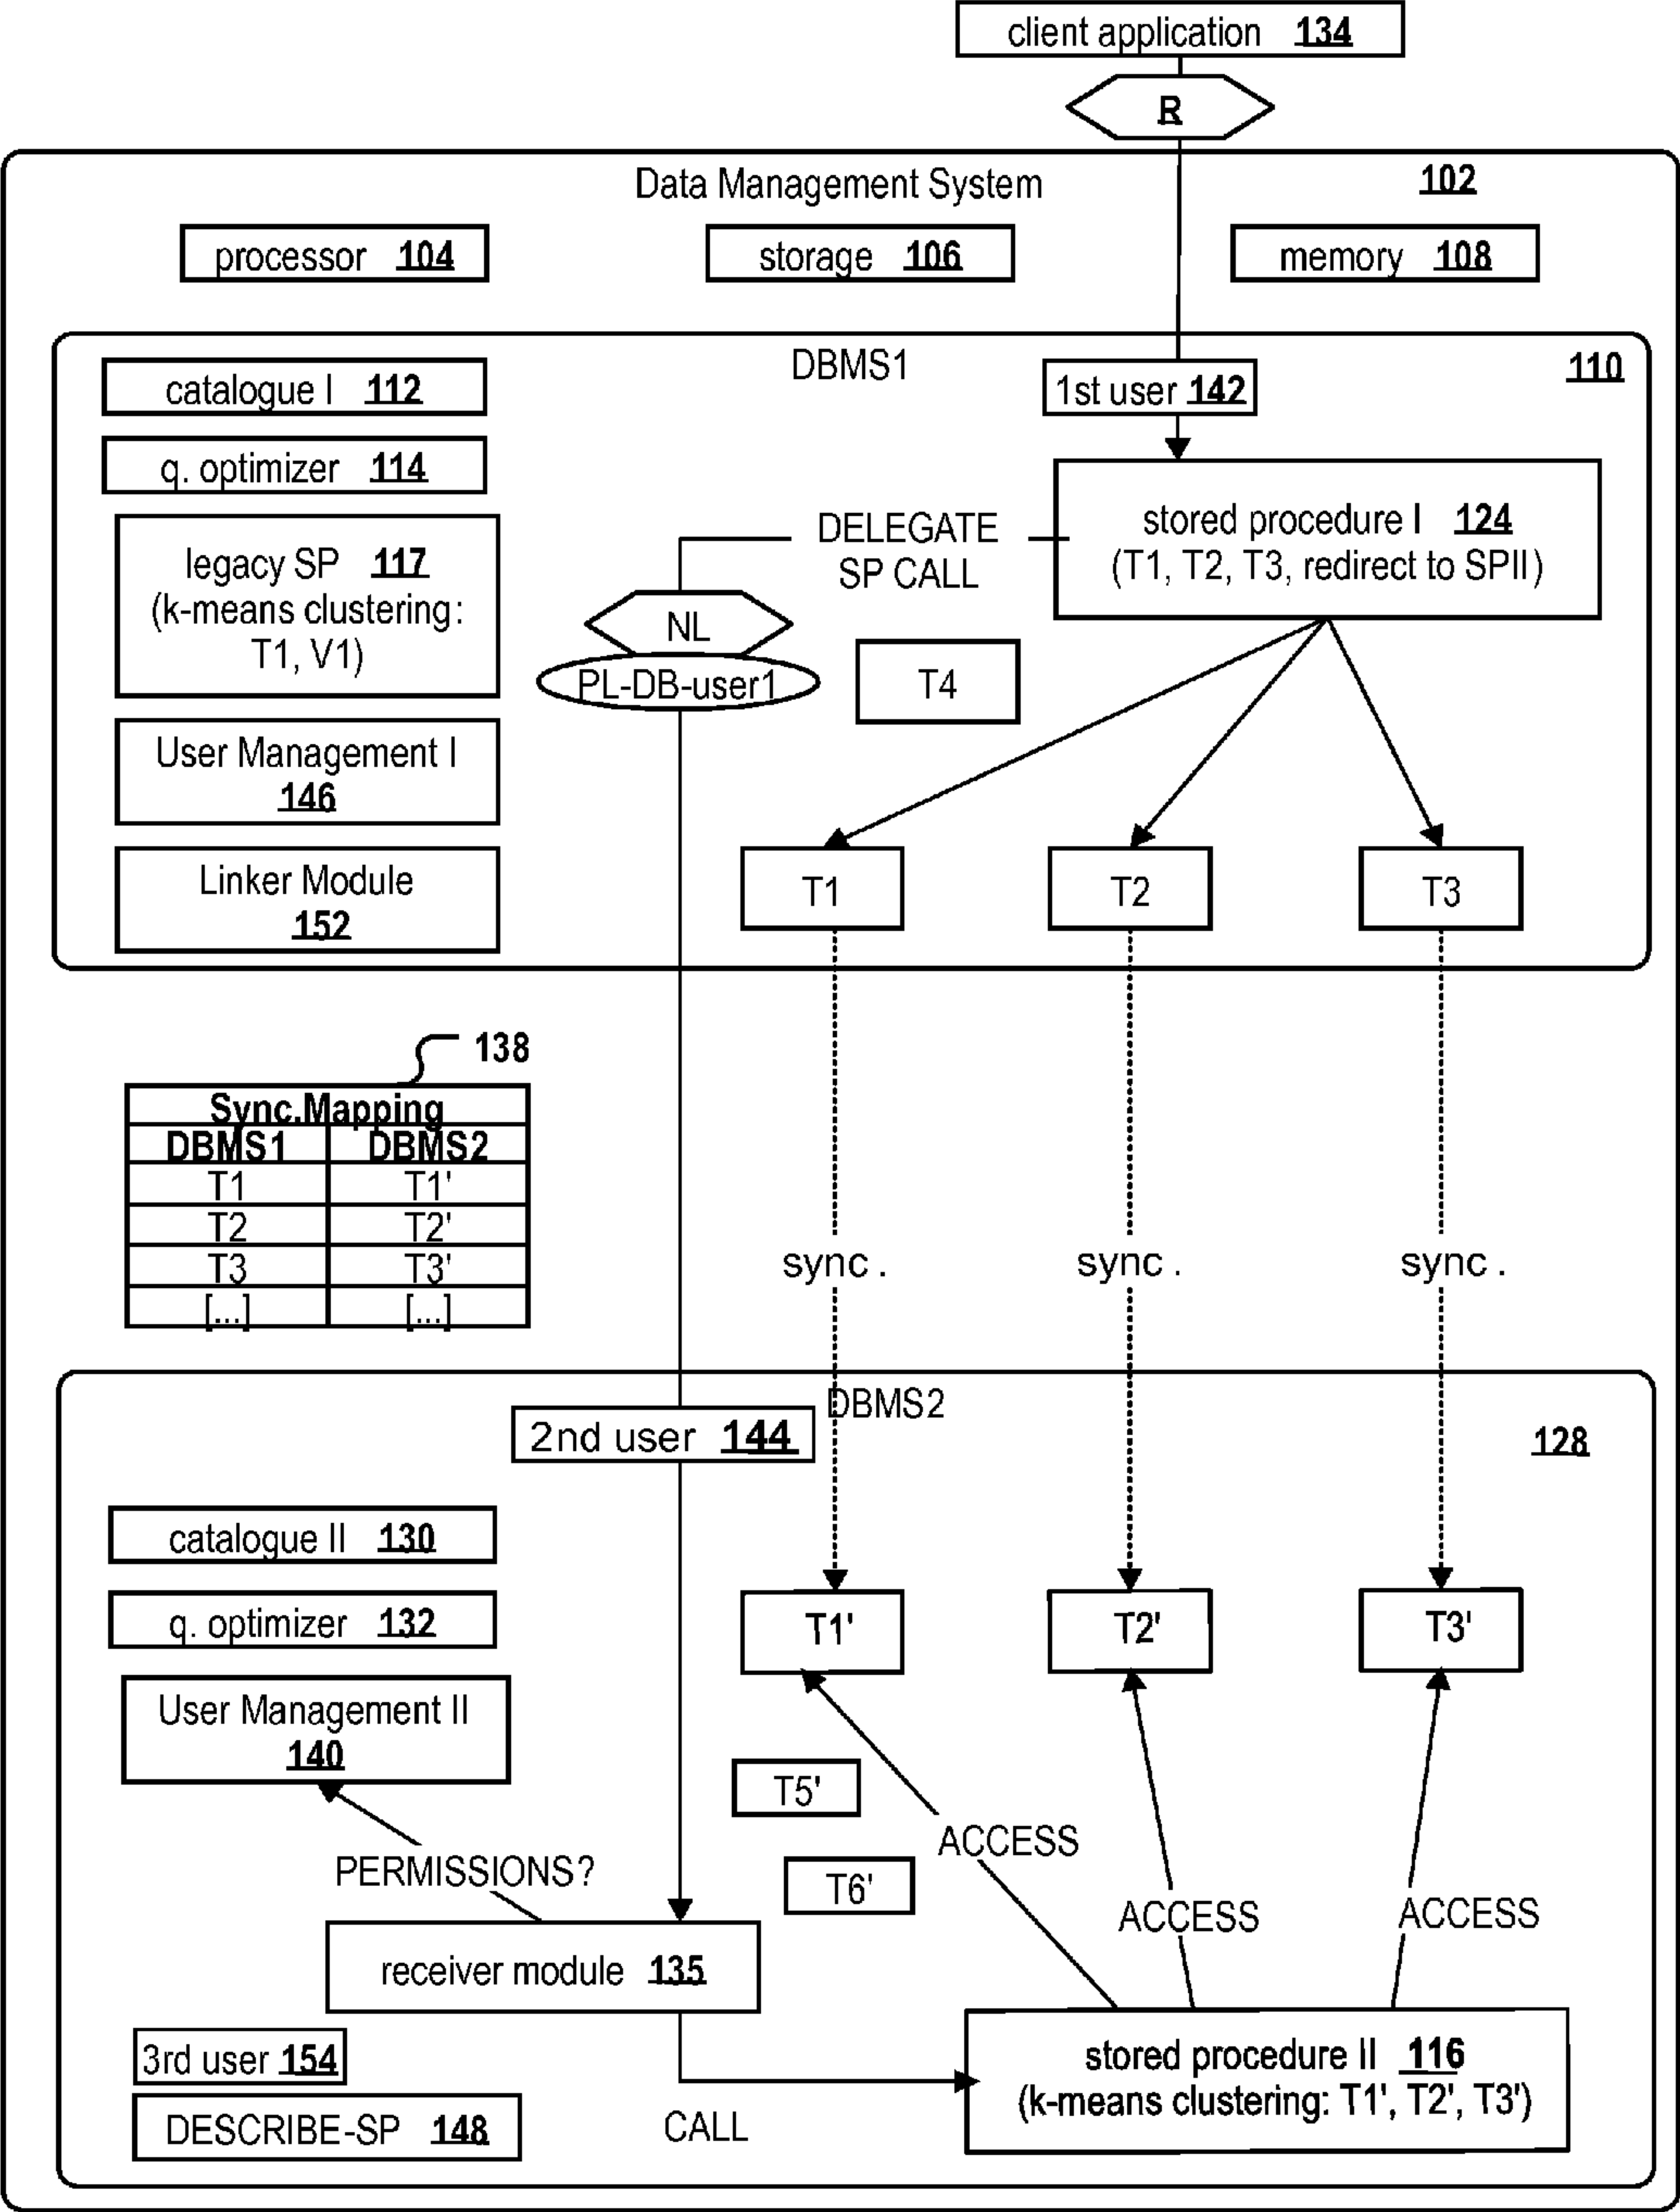 client application 134
R
Data Management System 102
processor 104 storage 106 memory 108
DBMS1 110
catalogue I 112
1st user 142
q. optimizer 114
stored procedure I 124
(T1, T2, T3, redirect to SPII)
DELEGATE
SP CALL
legacy SP 117
(k-means clustering:
T1, V1)
NL
PL-DB-user1
T4
User Management I
146
Linker Module
152
T1 T2 T3
138
Sync.Mapping
DBMS1 DBMS2
T1 T1'
T2 T2'
T3 T3'
[...] [...]
sync . sync . sync .
DBMS2
2nd user 144
128
catalogue II 130
q. optimizer 132
T1' T2' T3'
User Management II
140
T5'
ACCESS
PERMISSIONS?
T6'
ACCESS ACCESS
receiver module 135
3rd user 154
stored procedure II 116
(k-means clustering: T1', T2', T3')
DESCRIBE-SP 148
CALL